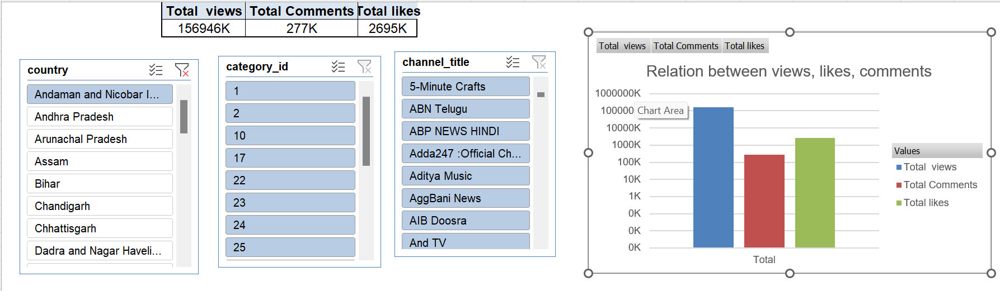 Total  views Total Comments Total likes
156946K 277K 2695K
country
Andaman and Nicobar I...
Andhra Pradesh
Arunachal Pradesh
Assam
Bihar
Chandigarh
Chhattisgarh
Dadra and Nagar Haveli...
category_id
1
2
10
17
22
23
24
25
channel_title
5-Minute Crafts
ABN Telugu
ABP NEWS HINDI
Adda247 :Official Ch...
Aditya Music
AggBani News
AIB Doosra
And TV
Total  views Total Comments Total likes
Relation between views, likes, comments
1000000K
100000
Chart Area
10000K
1000K
100K
10K
1K
0K
0K
0K
Total
Values
Total  views
Total Comments
Total likes